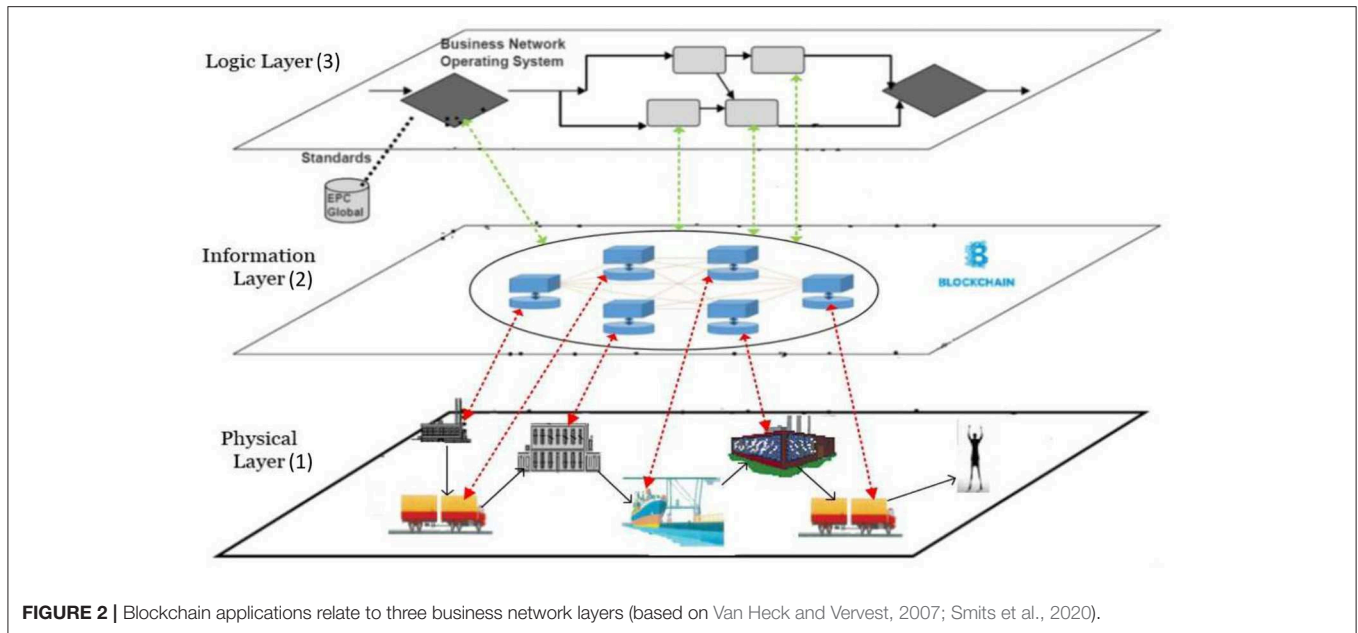 Logic Layer (3)
Business Network
Operating System
Standards
EPC
Global
Information
Layer (2)
B
BLOCKCHAIN
Physical
Layer (1)
FIGURE 2 | Blockchain applications relate to three business network layers (based on Van Heck and Vervest, 2007; Smits et al., 2020).